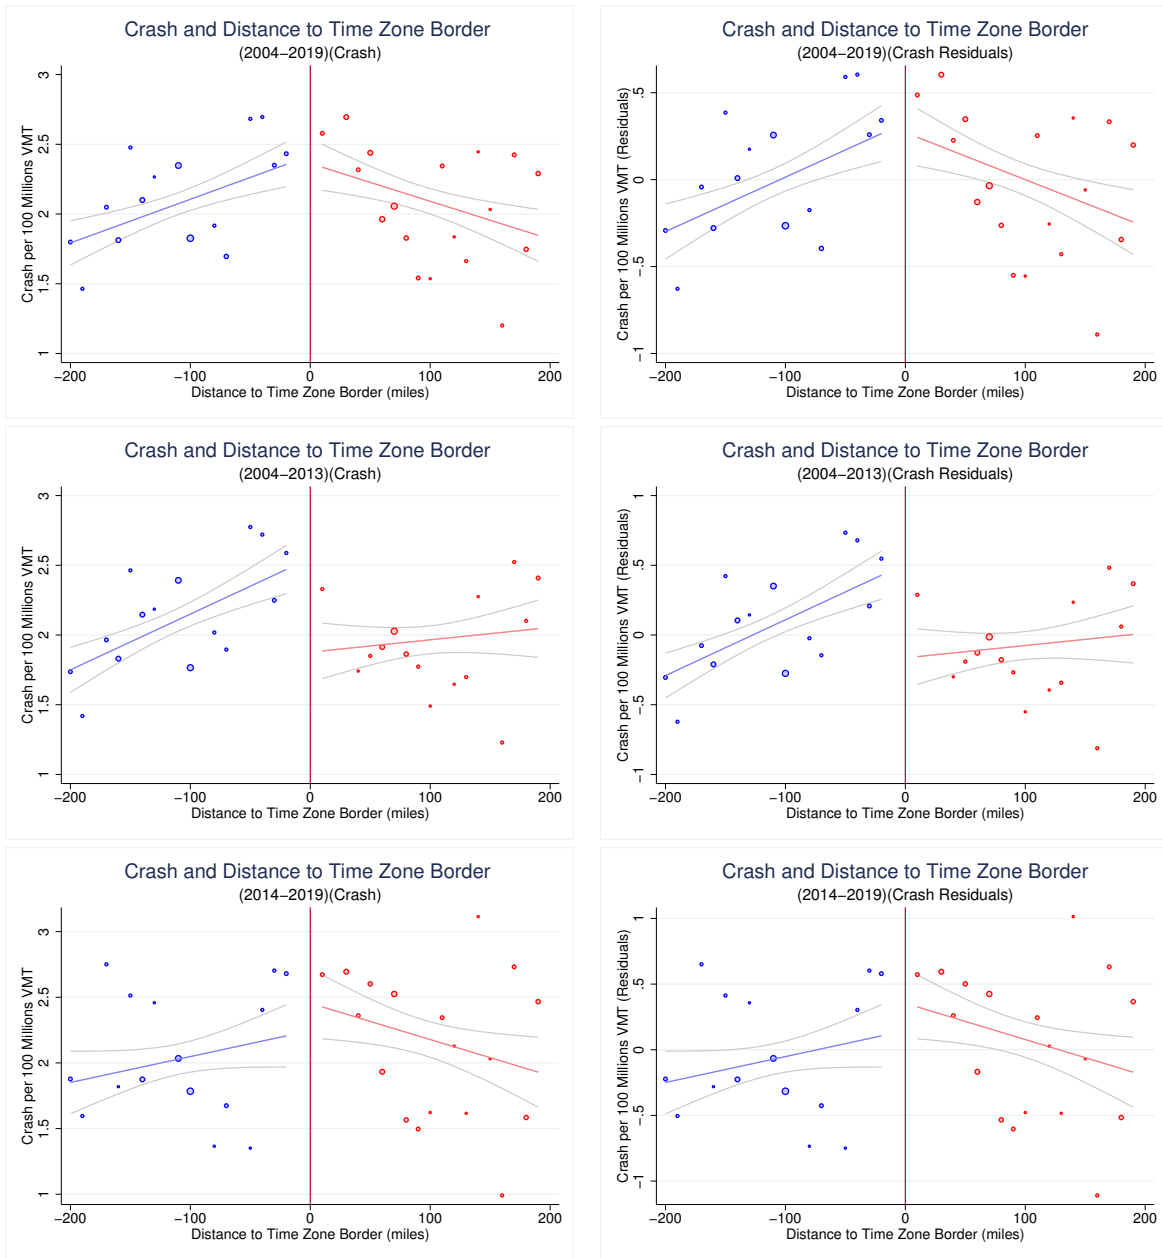 Crash and Distance to Time Zone Border
(2004−2019)(Crash)
Crash per 100 Millions VMT
3
2.5
2
1.5
1
−200
−100
0
100
200
Distance to Time Zone Border (miles)
Crash and Distance to Time Zone Border
(2004−2019)(Crash Residuals)
Crash per 100 Millions VMT (Residuals)
.5
0
−.5
−1
−200
−100
0
100
200
Distance to Time Zone Border (miles)
Crash and Distance to Time Zone Border
(2004−2013)(Crash)
Crash per 100 Millions VMT
3
2.5
2
1.5
1
−200
−100
0
100
200
Distance to Time Zone Border (miles)
Crash and Distance to Time Zone Border
(2004−2013)(Crash Residuals)
Crash per 100 Millions VMT (Residuals)
1
.5
0
−.5
−1
−200
−100
0
100
200
Distance to Time Zone Border (miles)
Crash and Distance to Time Zone Border
(2014−2019)(Crash)
Crash per 100 Millions VMT
3
2.5
2
1.5
1
−200
−100
0
100
200
Distance to Time Zone Border (miles)
Crash and Distance to Time Zone Border
(2014−2019)(Crash Residuals)
Crash per 100 Millions VMT (Residuals)
1
.5
0
−.5
−1
−200
−100
0
100
200
Distance to Time Zone Border (miles)